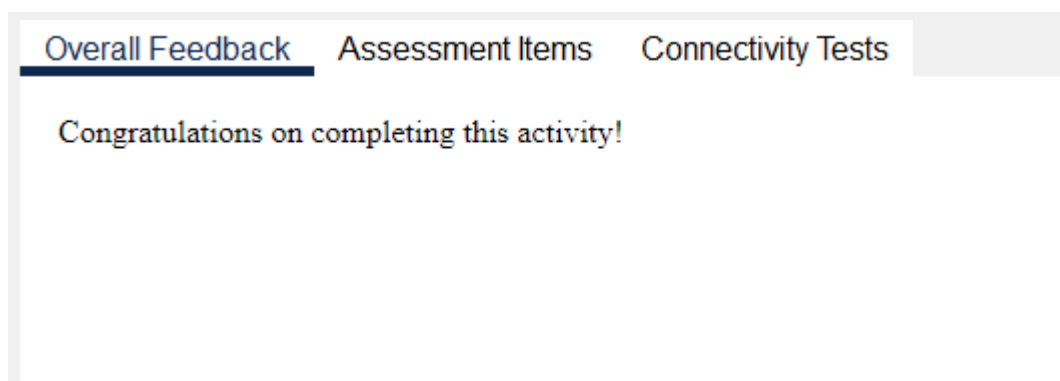 Overall Feedback Assessment Items Connectivity Tests
Congratulations on completing this activity!